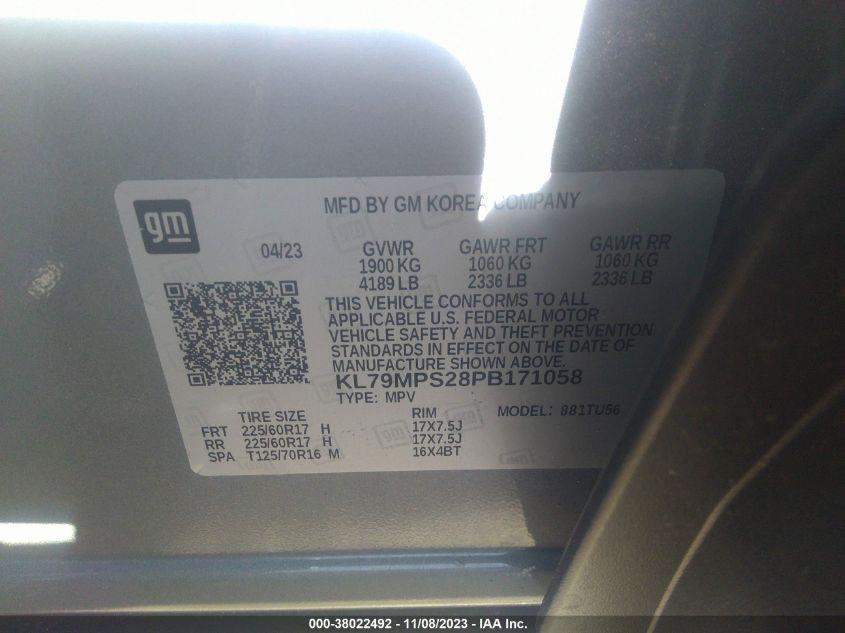 gm
MFD BY GM KOREA COMPANY
04/23
GVWR GAWR FRT GAWR RR
1900 KG 1060 KG 1060 KG
4189 LB 2336 LB 2336 LB
THIS VEHICLE CONFORMS TO ALL
APPLICABLE U.S. FEDERAL MOTOR
VEHICLE SAFETY AND THEFT PREVENTION
STANDARDS IN EFFECT ON THE DATE OF
MANUFACTURE SHOWN ABOVE.
KL79MPS28PB171058
TYPE: MPV MODEL: 881TU56
TIRE SIZE RIM
FRT 225/60R17 H 17X7.5J
RR 225/60R17 H 17X7.5J
SPA T125/70R16 M 16X4BT
000-38022492 - 11/08/2023 - IAA Inc.